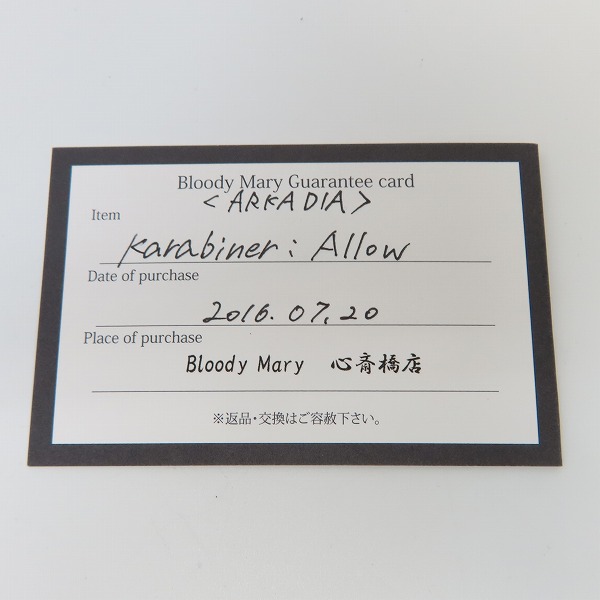 Bloody Mary Guarantee card
<ARKADIA>
Item
Karabiner: Allow
Date of purchase
2016.07.20
Place of purchase
Bloody Mary 心斎橋店
※返品・交換はご容赦下さい。